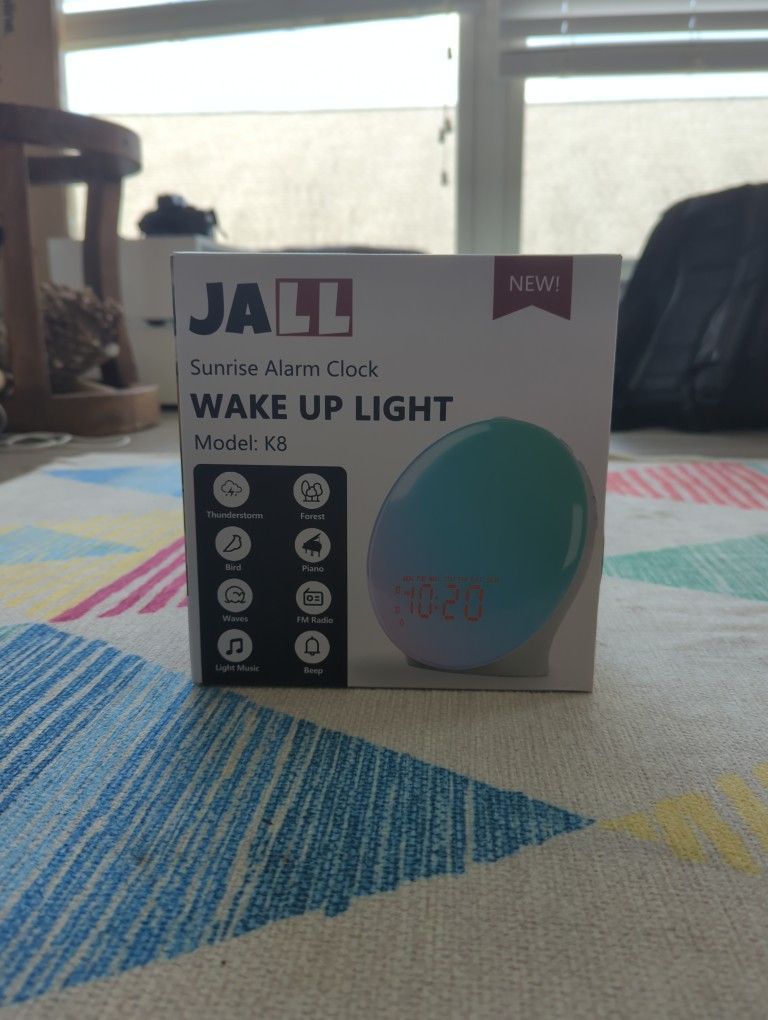 JALL
NEW!
Sunrise Alarm Clock
WAKE UP LIGHT
Model: K8
Thunderstorm
Forest
Bird
Piano
Waves
FM Radio
Light Music
Beep
10:20